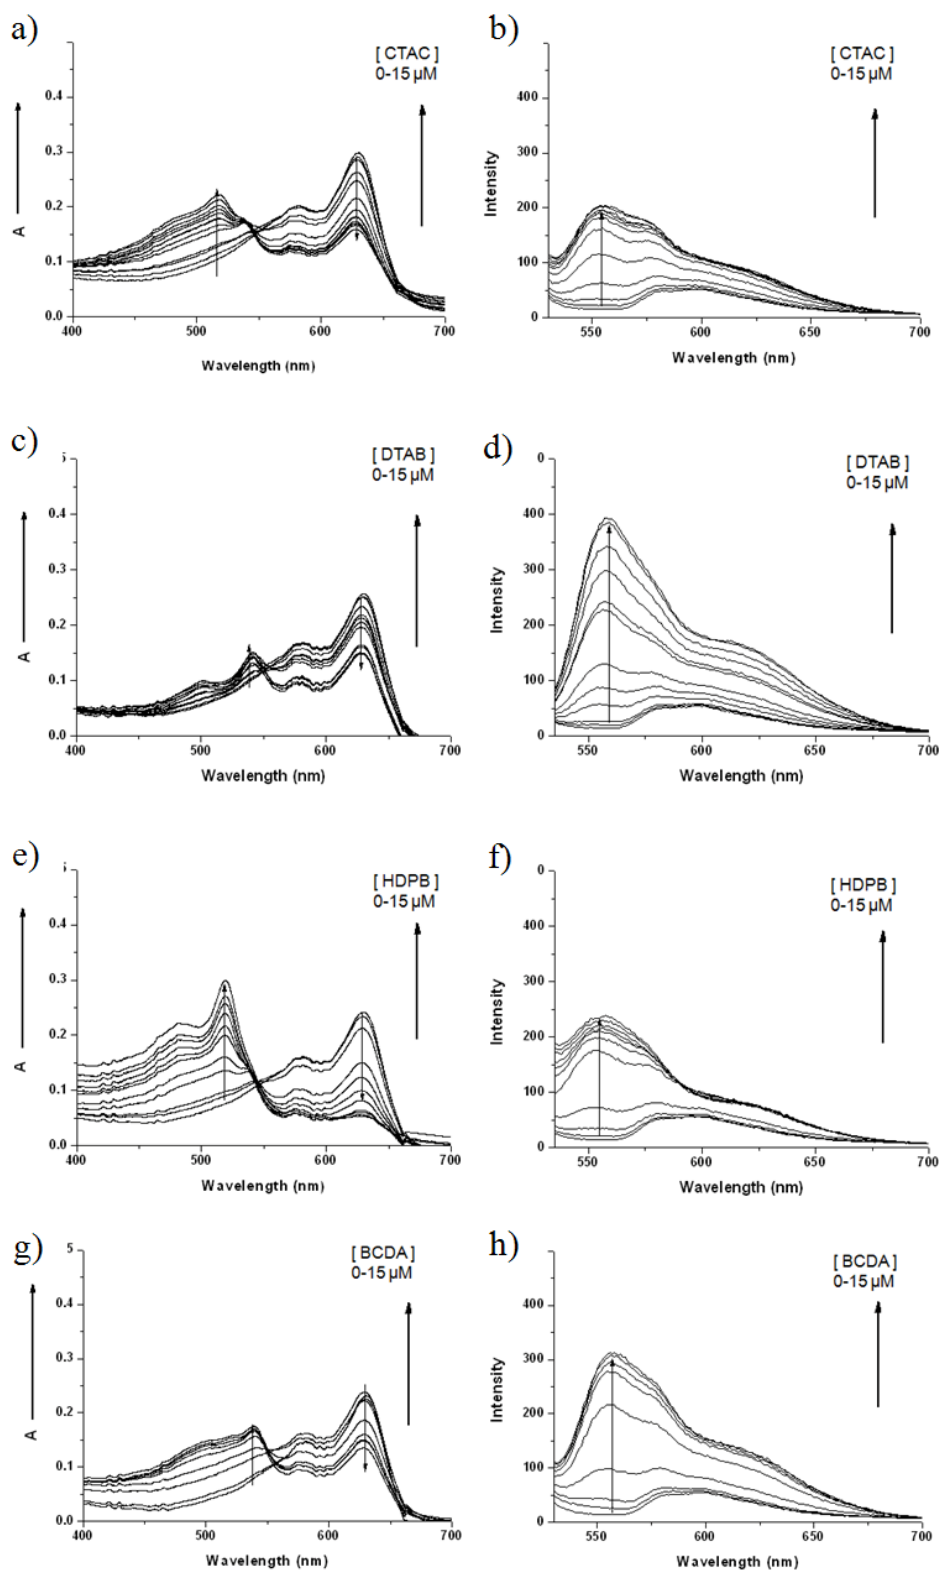 a)
[ CTAC ]
0-15 µM
A
0.4
0.3
0.2
0.1
0.0
400 500 600 700
Wavelength (nm)
b)
[ CTAC ]
0-15 µM
Intensity
400
300
200
100
0
550 600 650 700
Wavelength (nm)
c)
[ DTAB ]
0-15 µM
A
5
0.4
0.3
0.2
0.1
0.0
400 500 600 700
Wavelength (nm)
d)
[ DTAB ]
0-15 µM
Intensity
0
400
300
200
100
0
550 600 650 700
Wavelength (nm)
e)
[ HDPB ]
0-15 µM
A
0.4
0.3
0.2
0.1
0.0
400 500 600 700
Wavelength (nm)
f)
[ HDPB ]
0-15 µM
Intensity
0
400
300
200
100
0
550 600 650 700
Wavelength (nm)
g)
[ BCDA ]
0-15 µM
A
5
0.4
0.3
0.2
0.1
0.0
400 500 600 700
Wavelength (nm)
h)
[ BCDA ]
0-15 µM
Intensity
400
300
200
100
0
550 600 650 700
Wavelength (nm)